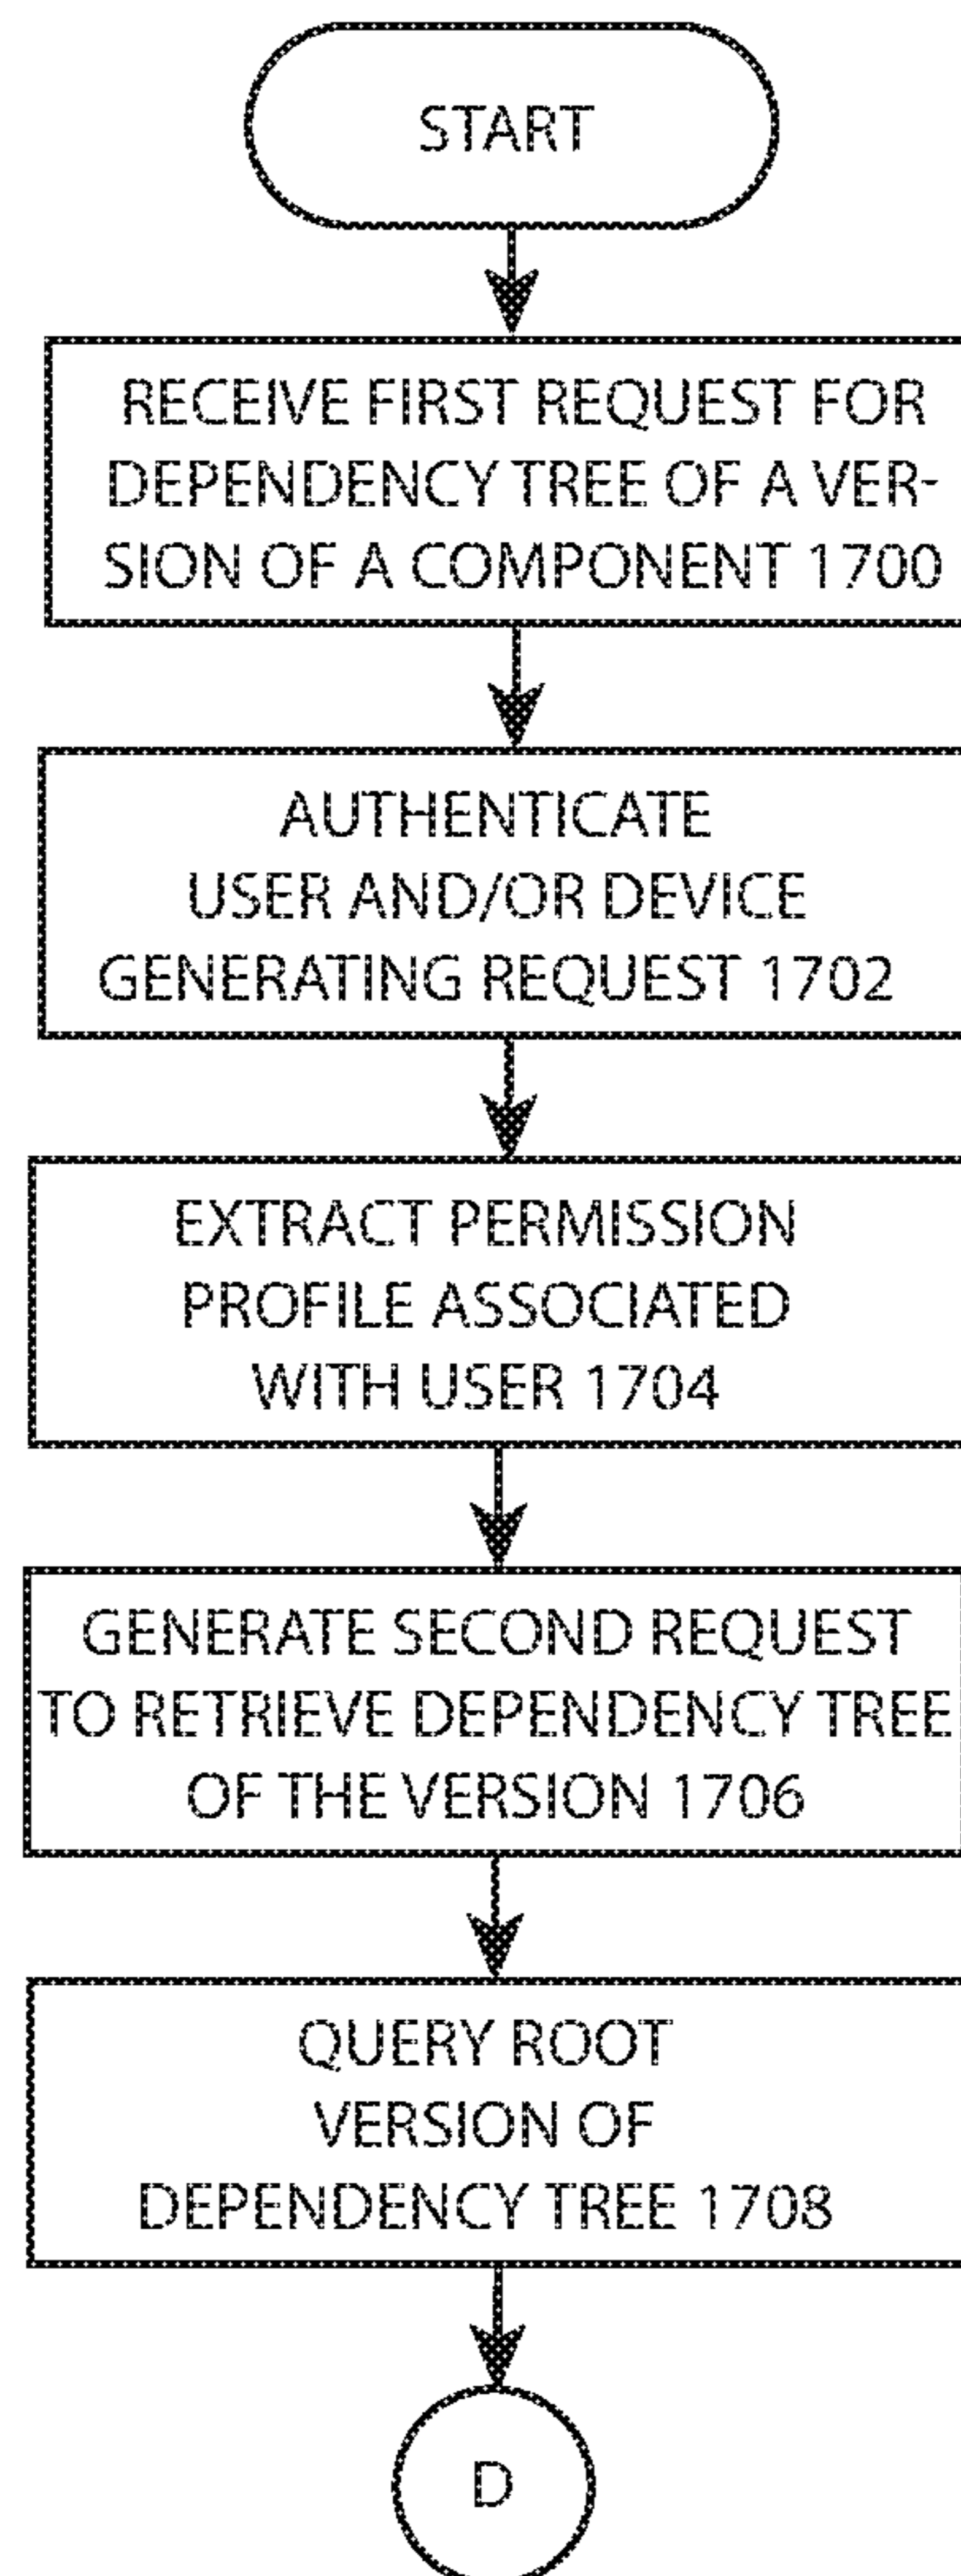 START
RECEIVE FIRST REQUEST FOR
DEPENDENCY TREE OF A VER-
SION OF A COMPONENT 1700
AUTHENTICATE
USER AND/OR DEVICE
GENERATING REQUEST 1702
EXTRACT PERMISSION
PROFILE ASSOCIATED
WITH USER 1704
GENERATE SECOND REQUEST
TO RETRIEVE DEPENDENCY TREE
OF THE VERSION 1706
QUERY ROOT
VERSION OF
DEPENDENCY TREE 1708
D